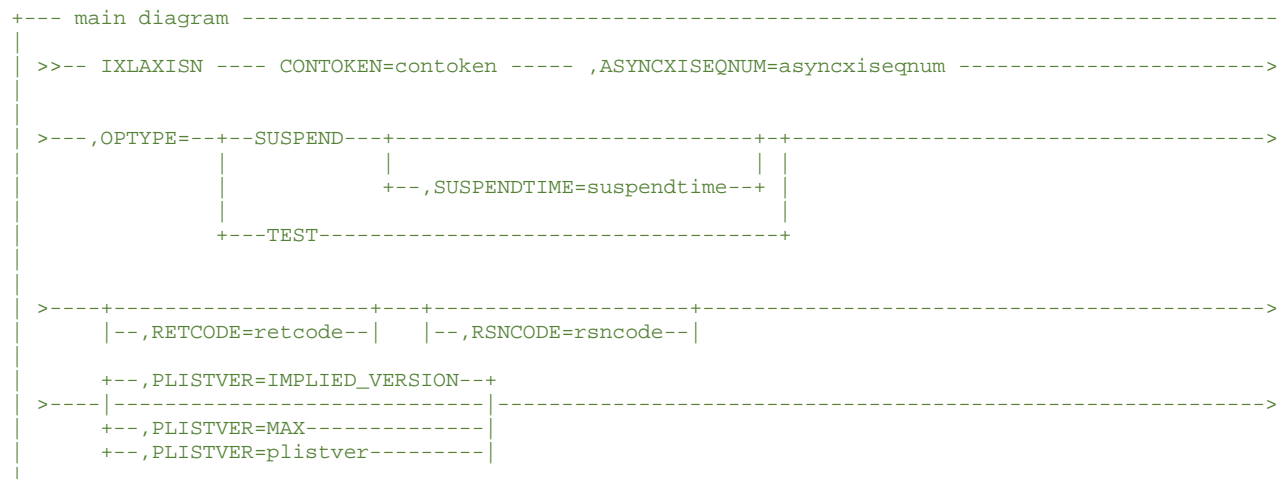 +--- main diagram ---------------------------------------------------------------------------------
|
| >>-- IXLAXISN ---- CONTOKEN=contoken ----- ,ASYNCXISEQNUM=asyncxiseqnum ------------------------>
|
|
| >---,OPTYPE=--+--SUSPEND---+----------------------------+-+------------------------------------->
| | | | |
| | +--,SUSPENDTIME=suspendtime--+ |
| | |
| +---TEST------------------------------------+
|
|
| >----+--------------------+---+--------------------+-------------------------------------------->
| |--,RETCODE=retcode--| |--,RSNCODE=rsncode--|
|
| +--,PLISTVER=IMPLIED_VERSION--+
| >----|-----------------------------|------------------------------------------------------------>
| +--,PLISTVER=MAX--------------|
| +--,PLISTVER=plistver---------|
|